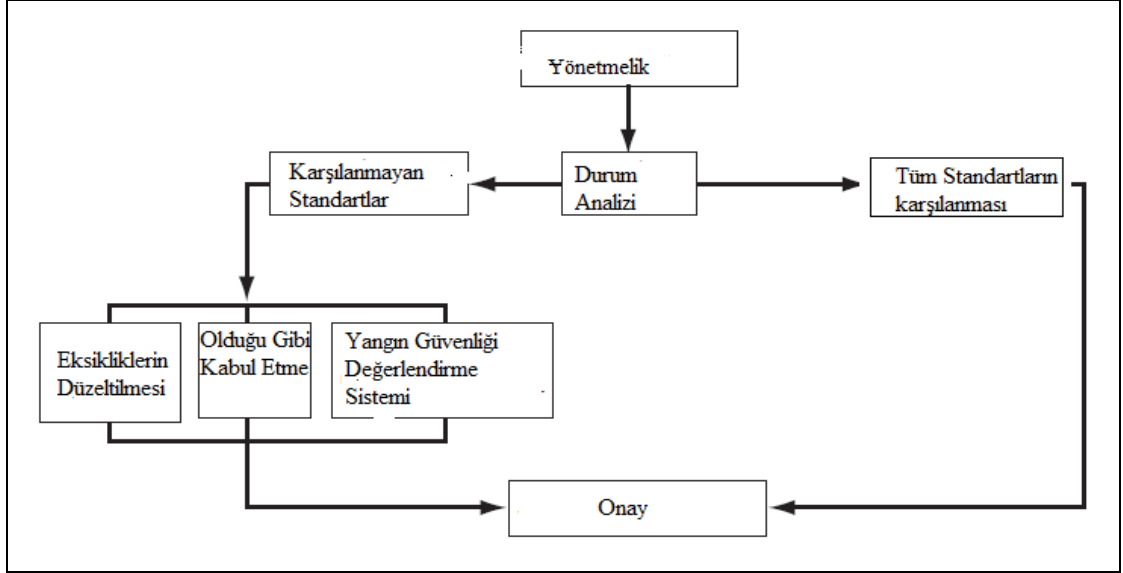 Yönetmelik
Karşılanmayan
Standartlar
Durum
Analizi
Tüm Standartların
karşılanması
Eksikliklerin
Düzeltilmesi
Olduğu Gibi
Kabul Etme
Yangın Güvenliği
Değerlendirme
Sistemi
Onay